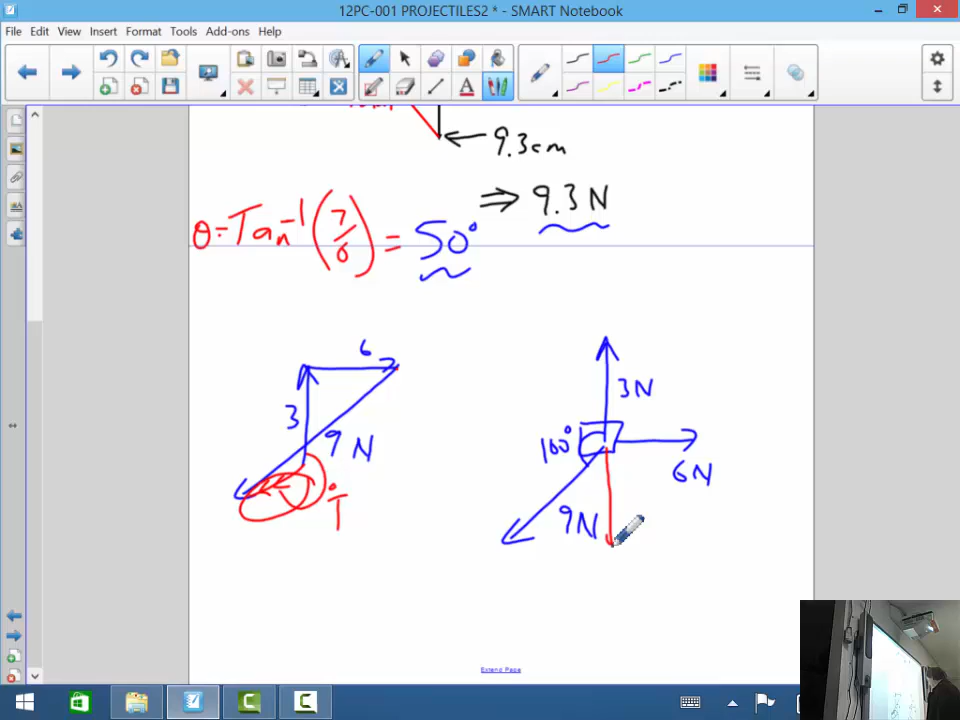 12PC-001 PROJECTILES2 * - SMART Notebook
File Edit View Insert Format Tools Add-ons Help
9.3cm
⇒ 9.3 N
θ = Tan⁻¹(7/6) = 50°
6
3
9 N
T
3N
100°
6N
9N
Extend Page